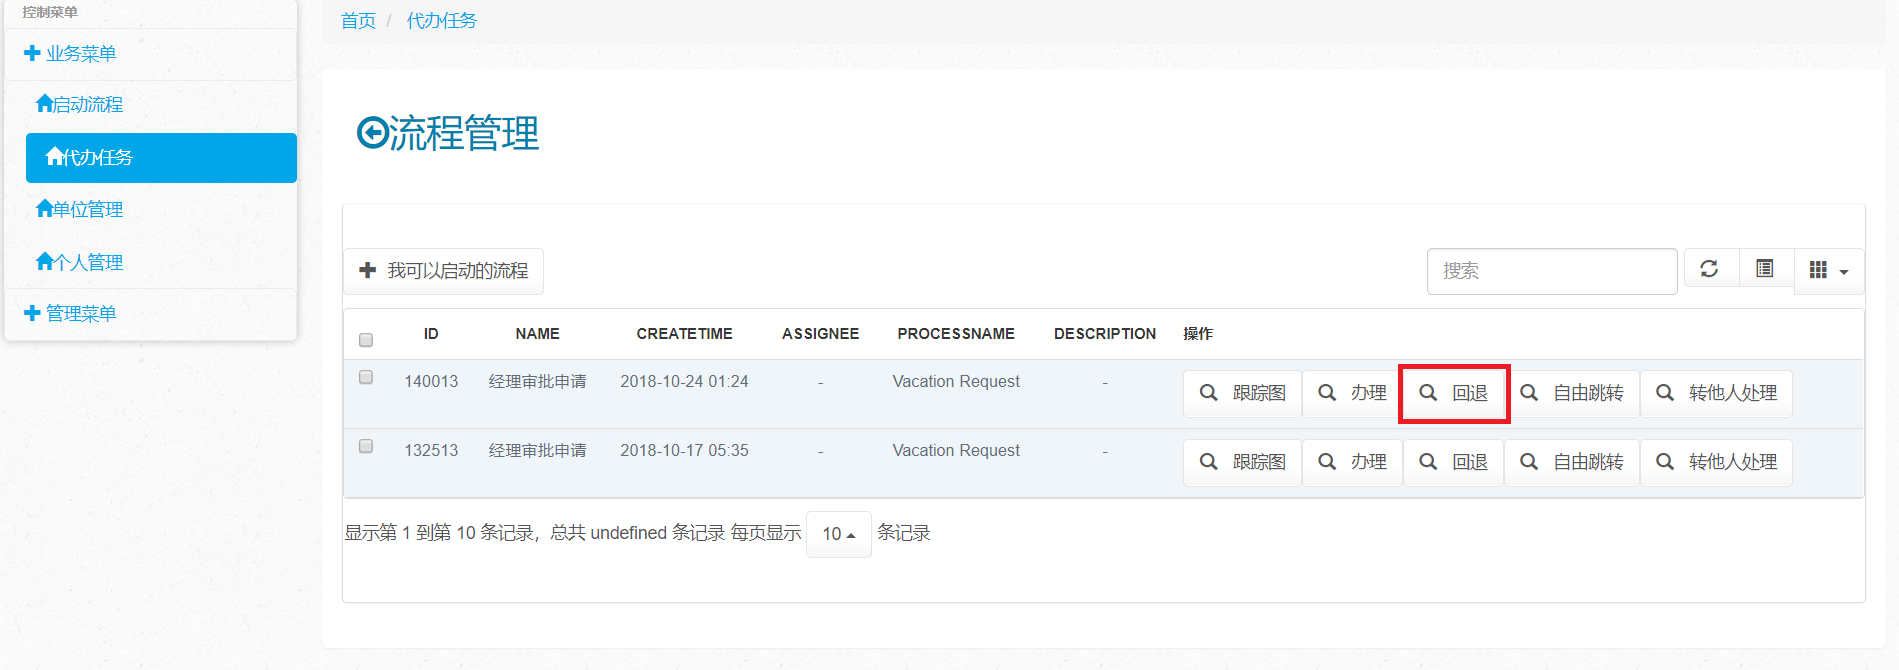 控制菜单
业务菜单
启动流程
代办任务
单位管理
个人管理
管理菜单
首页 / 代办任务
流程管理
我可以启动的流程
搜索
ID NAME CREATETIME ASSIGNEE PROCESSNAME DESCRIPTION 操作
140013 经理审批申请 2018-10-24 01:24 - Vacation Request - 跟踪图 办理 回退 自由跳转 转他人处理
132513 经理审批申请 2018-10-17 05:35 - Vacation Request - 跟踪图 办理 回退 自由跳转 转他人处理
显示第 1 到第 10 条记录，总共 undefined 条记录 每页显示 10 条记录